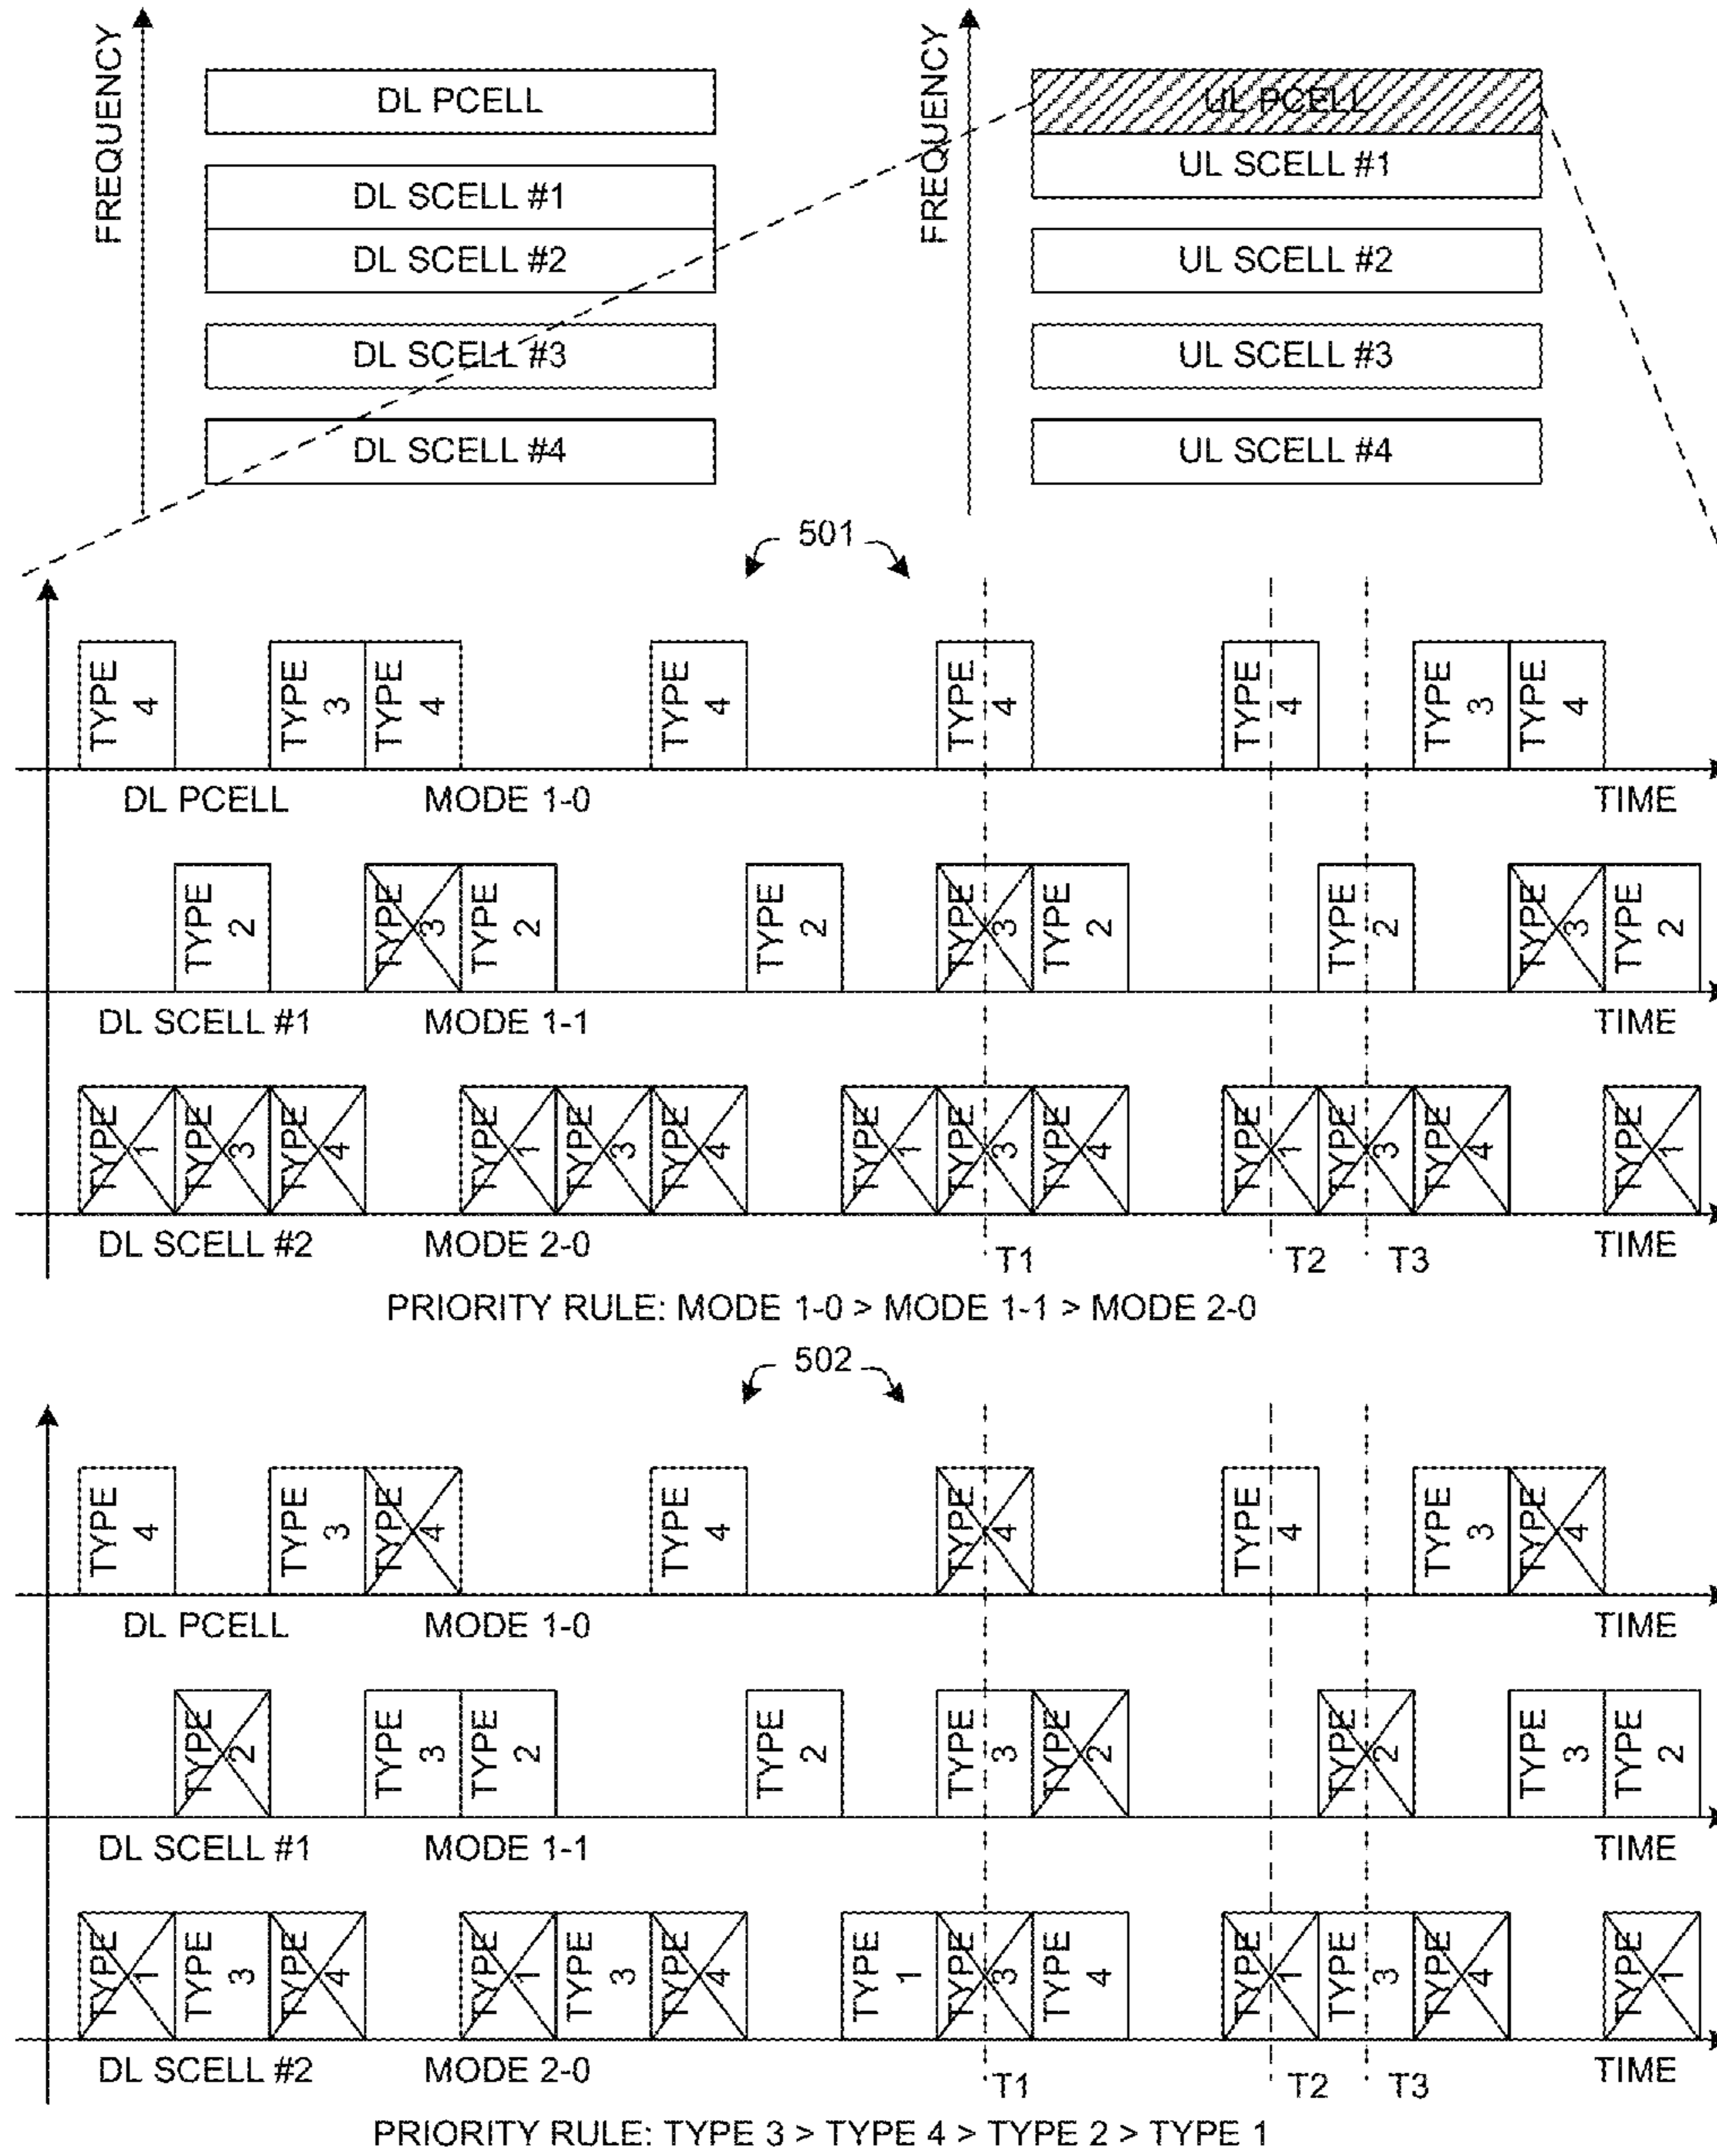 FREQUENCY
DL PCELL
DL SCELL #1
DL SCELL #2
DL SCELL #3
DL SCELL #4
FREQUENCY
UL PCELL
UL SCELL #1
UL SCELL #2
UL SCELL #3
UL SCELL #4
501
TYPE 4
TYPE 3
TYPE 4
TYPE 4
TYPE 4
TYPE 4
TYPE 3
TYPE 4
DL PCELL MODE 1-0 TIME
TYPE 2
TYPE 3
TYPE 2
TYPE 2
TYPE 3
TYPE 2
TYPE 2
TYPE 3
TYPE 2
DL SCELL #1 MODE 1-1 TIME
TYPE 1
TYPE 3
TYPE 4
TYPE 1
TYPE 3
TYPE 4
TYPE 1
TYPE 3
TYPE 4
TYPE 1
TYPE 3
TYPE 4
TYPE 1
DL SCELL #2 MODE 2-0 TIME
T1 T2 T3
PRIORITY RULE: MODE 1-0 > MODE 1-1 > MODE 2-0
502
TYPE 4
TYPE 3
TYPE 4
TYPE 4
TYPE 4
TYPE 4
TYPE 3
TYPE 4
DL PCELL MODE 1-0 TIME
TYPE 2
TYPE 3
TYPE 2
TYPE 2
TYPE 3
TYPE 2
TYPE 2
TYPE 3
TYPE 2
DL SCELL #1 MODE 1-1 TIME
TYPE 1
TYPE 3
TYPE 4
TYPE 1
TYPE 3
TYPE 4
TYPE 1
TYPE 3
TYPE 4
TYPE 1
TYPE 3
TYPE 4
TYPE 1
DL SCELL #2 MODE 2-0 TIME
T1 T2 T3
PRIORITY RULE: TYPE 3 > TYPE 4 > TYPE 2 > TYPE 1